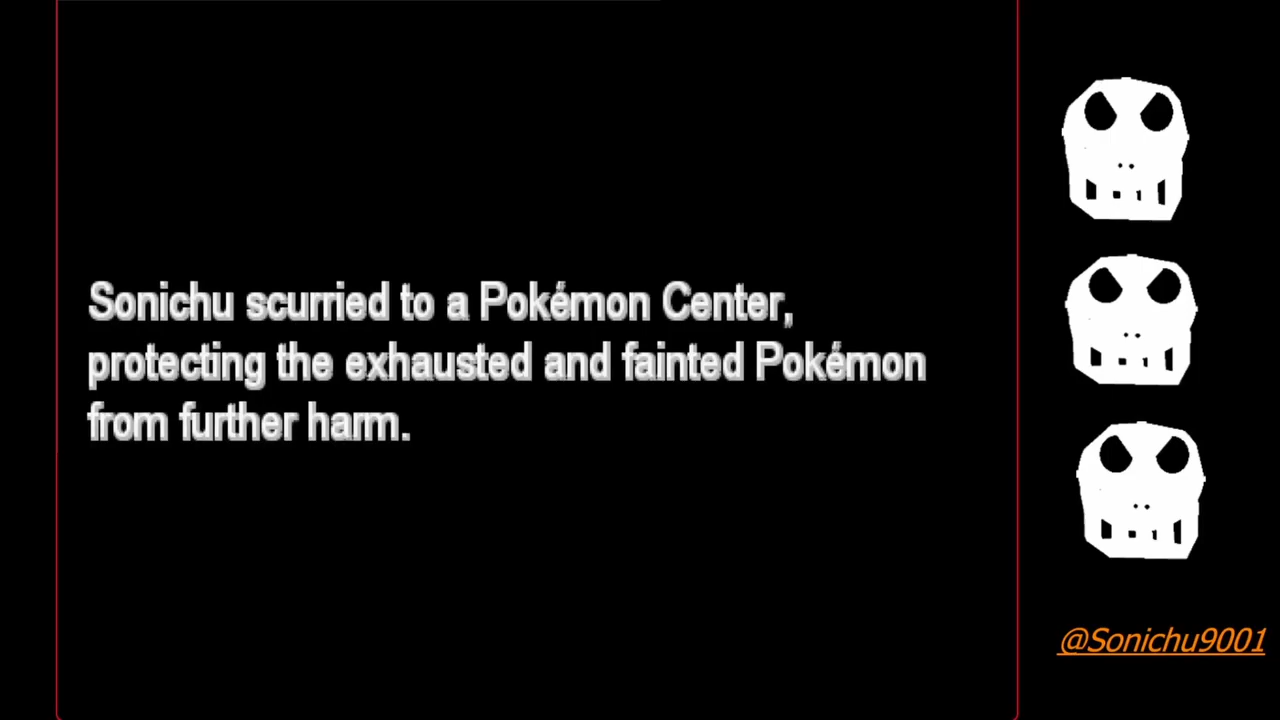 Sonichu scurried to a Pokémon Center,
protecting the exhausted and fainted Pokémon
from further harm.
@Sonichu9001